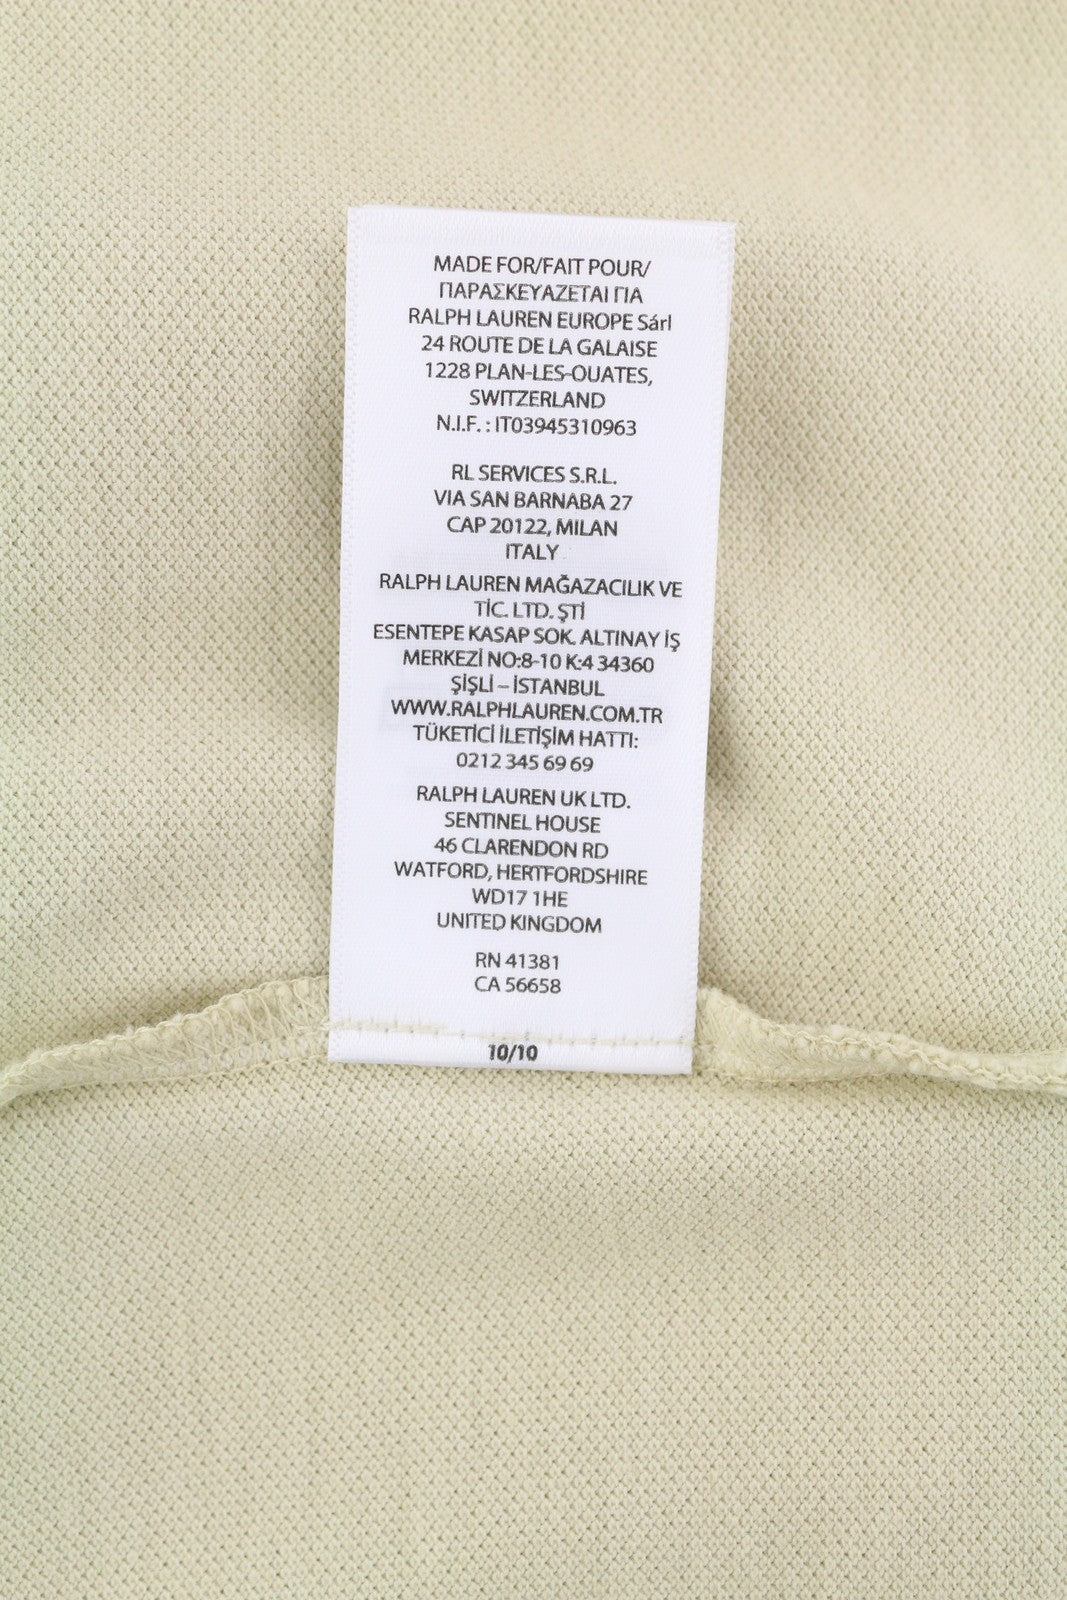 MADE FOR/FAIT POUR/
ΠΑΡΑΣΚΕΥΑΖΕΤΑΙ ΓΙΑ
RALPH LAUREN EUROPE Sárl
24 ROUTE DE LA GALAISE
1228 PLAN-LES-OUATES,
SWITZERLAND
N.I.F. : IT03945310963
RL SERVICES S.R.L.
VIA SAN BARNABA 27
CAP 20122, MILAN
ITALY
RALPH LAUREN MAĞAZACILIK VE
TİC. LTD. ŞTİ
ESENTEPE KASAP SOK. ALTINAY İŞ
MERKEZİ NO:8-10 K:4 34360
ŞİŞLİ – İSTANBUL
WWW.RALPHLAUREN.COM.TR
TÜKETİCİ İLETİŞİM HATTI:
0212 345 69 69
RALPH LAUREN UK LTD.
SENTINEL HOUSE
46 CLARENDON RD
WATFORD, HERTFORDSHIRE
WD17 1HE
UNITED KINGDOM
RN 41381
CA 56658
10/10